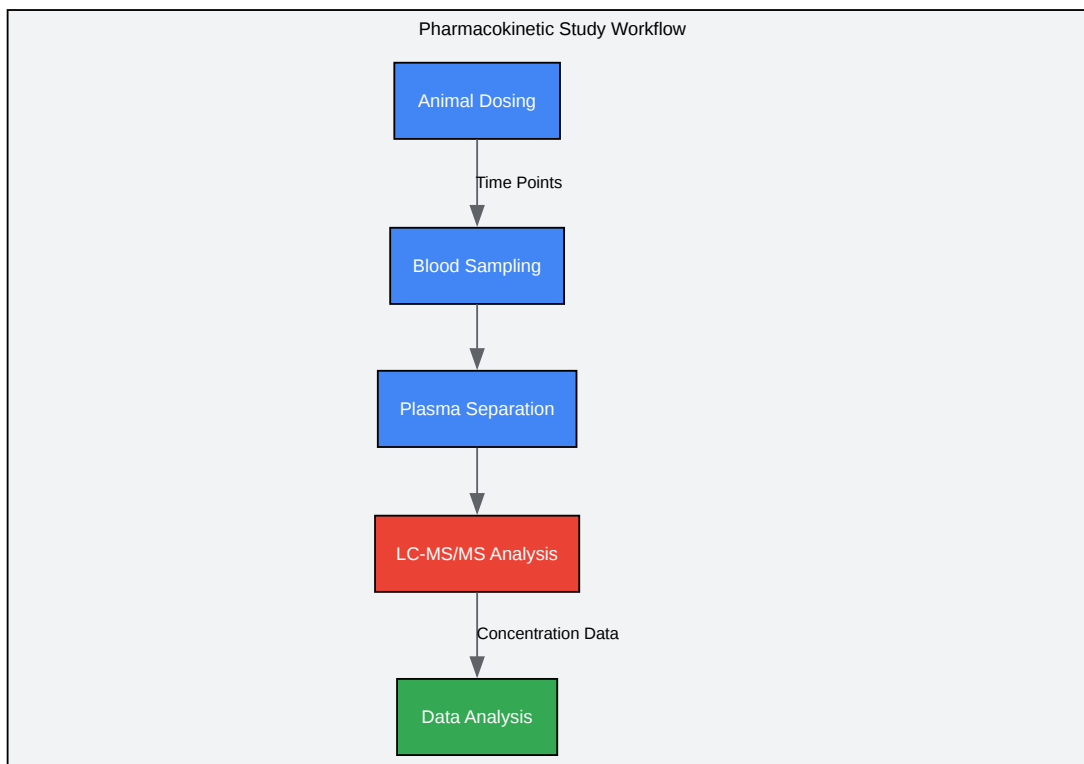 Pharmacokinetic Study Workflow
Animal Dosing
Time Points
Blood Sampling
Plasma Separation
LC-MS/MS Analysis
Concentration Data
Data Analysis